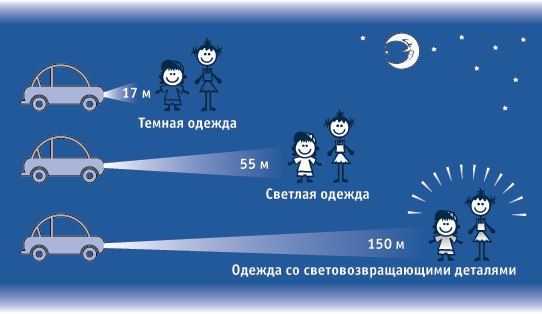 17 м
Темная одежда
55 м
Светлая одежда
150 м
Одежда со световозвращающими деталями